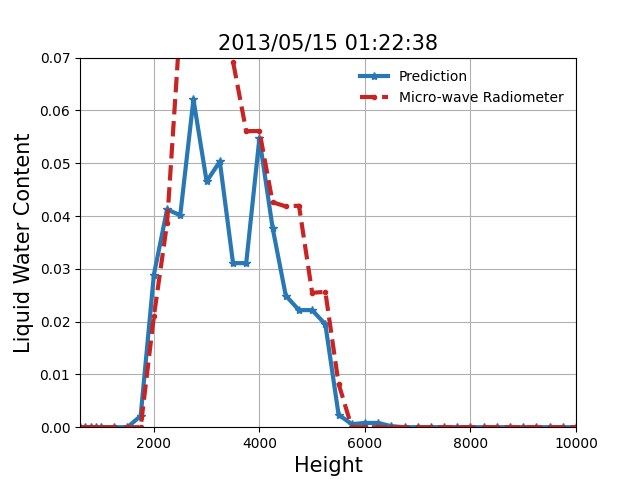 2013/05/15 01:22:38
Prediction
Micro-wave Radiometer
Liquid Water Content
0.07
0.06
0.05
0.04
0.03
0.02
0.01
0.00
2000 4000 6000 8000 10000
Height